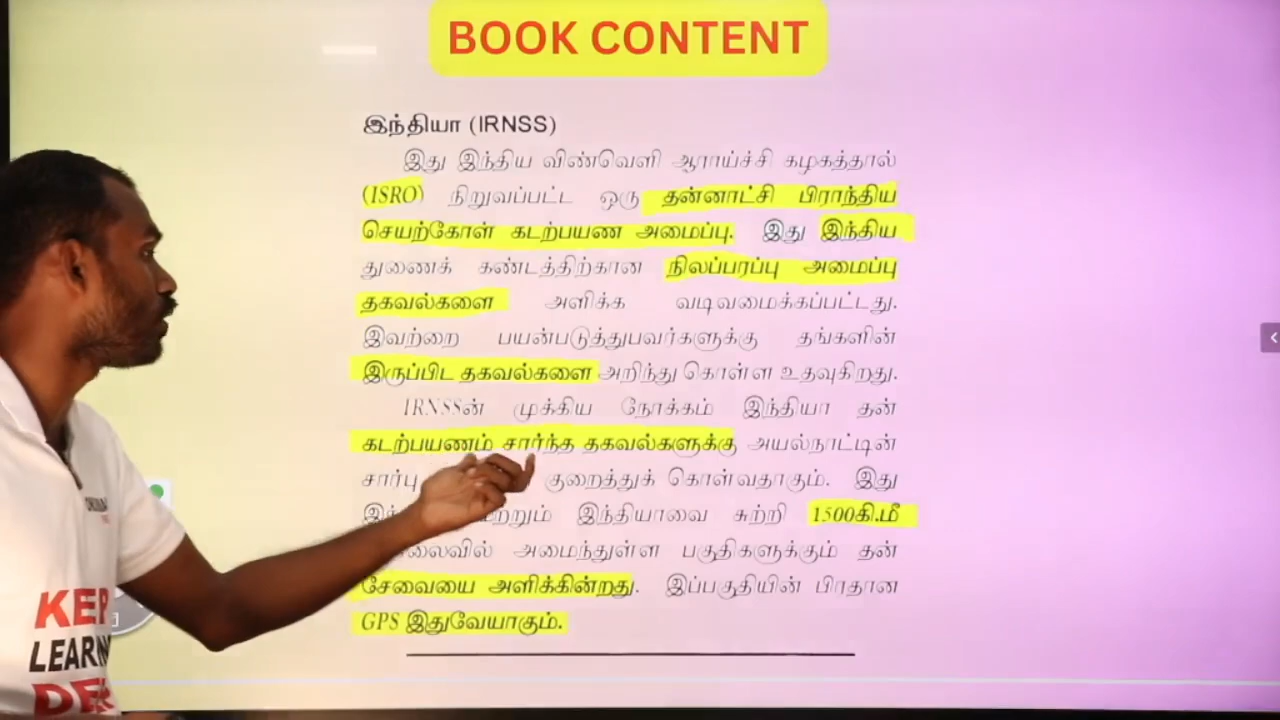 BOOK CONTENT
இந்தியா (IRNSS)
இது இந்திய விண்வெளி ஆராய்ச்சி கழகத்தால்
(ISRO) நிறுவப்பட்ட ஒரு தன்னாட்சி பிராந்திய
செயற்கோள் கடற்பயண அமைப்பு. இது இந்திய
துணைக் கண்டத்திற்கான நிலப்பரப்பு அமைப்பு
தகவல்களை அளிக்க வடிவமைக்கப்பட்டது.
இவற்றை பயன்படுத்துபவர்களுக்கு தங்களின்
இருப்பிட தகவல்களை அறிந்து கொள்ள உதவுகிறது.
IRNSSன் முக்கிய நோக்கம் இந்தியா தன்
கடற்பயணம் சார்ந்த தகவல்களுக்கு அயல்நாட்டின்
சார்பு குறைத்துக் கொள்வதாகும். இது
இந்தியாவை சுற்றி 1500கி.மீ
அமைந்துள்ள பகுதிகளுக்கும் தன்
சேவையை அளிக்கின்றது. இப்பகுதியின் பிரதான
GPS இதுவேயாகும்.
KEEP
LEARN